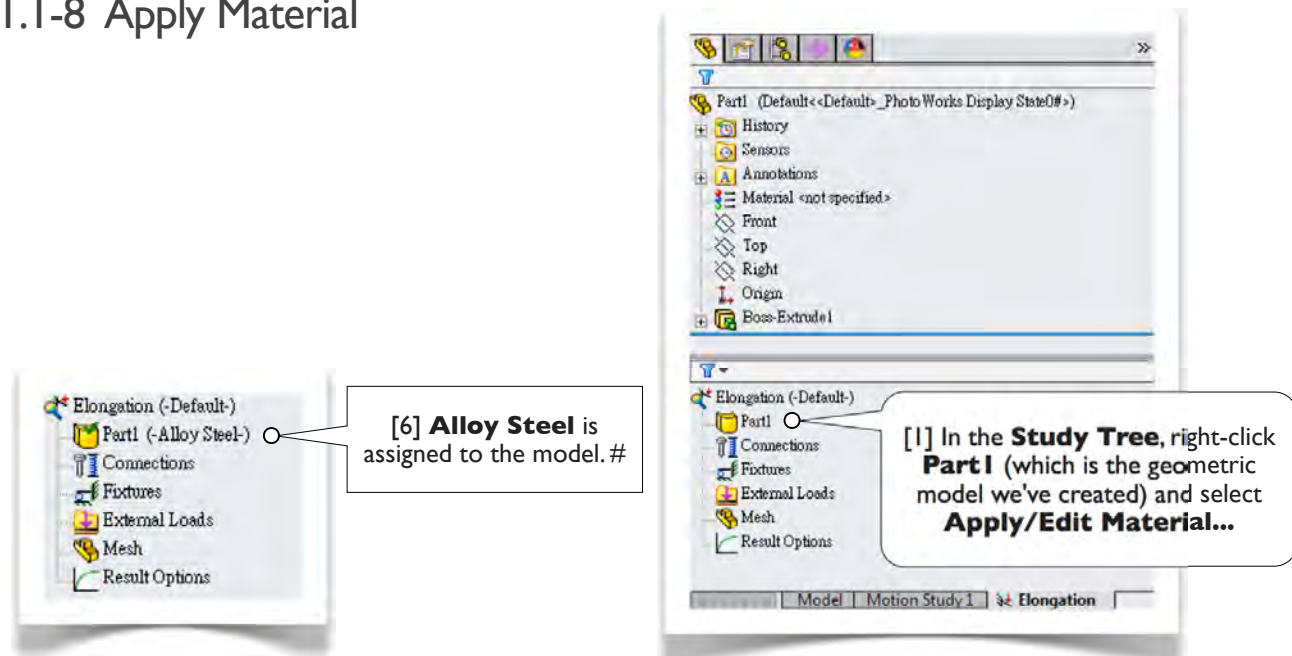 1.1-8 Apply Material
Part1 (Default<<Default>_PhotoWorks Display State0#>)
History
Sensors
Annotations
Material <not specified>
Front
Top
Right
Origin
Boss-Extrude1
Elongation (-Default-)
Part1
Connections
Fixtures
External Loads
Mesh
Result Options
Model Motion Study 1 Elongation
[1] In the Study Tree, right-click
Part1 (which is the geometric
model we've created) and select
Apply/Edit Material...
Elongation (-Default-)
Part1 (-Alloy Steel-)
Connections
Fixtures
External Loads
Mesh
Result Options
[6] Alloy Steel is
assigned to the model. #